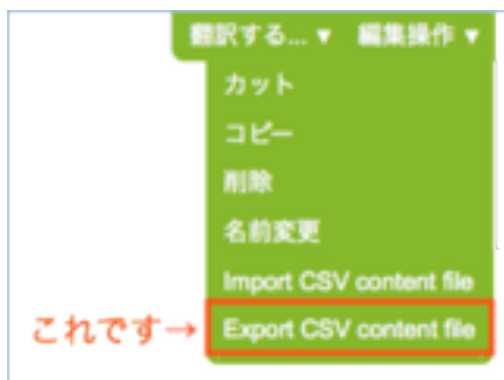 翻訳する... ▼ 編集操作 ▼
カット
コピー
削除
名前変更
Import CSV content file
これです→ Export CSV content file